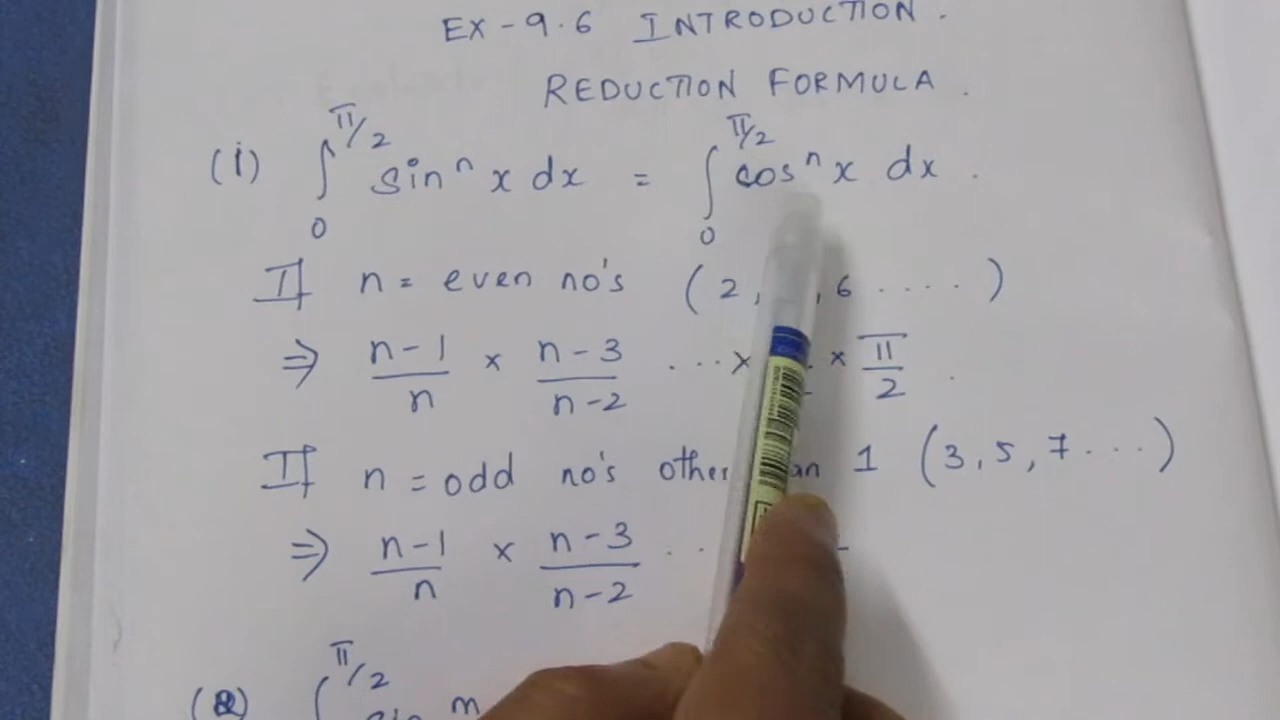 EX - 9.6 INTRODUCTION.
REDUCTION FORMULA.
(i) ∫₀^(π/2) sinⁿ x dx = ∫₀^(π/2) cosⁿ x dx.
If n = even no's (2, , 6 ....)
⇒ (n-1)/n × (n-3)/(n-2) ...× × π/2.
If n = odd no's 1 (3, 5, 7...)
⇒ (n-1)/n × (n-3)/(n-2) ..
(2) ∫^(π/2) sin^m